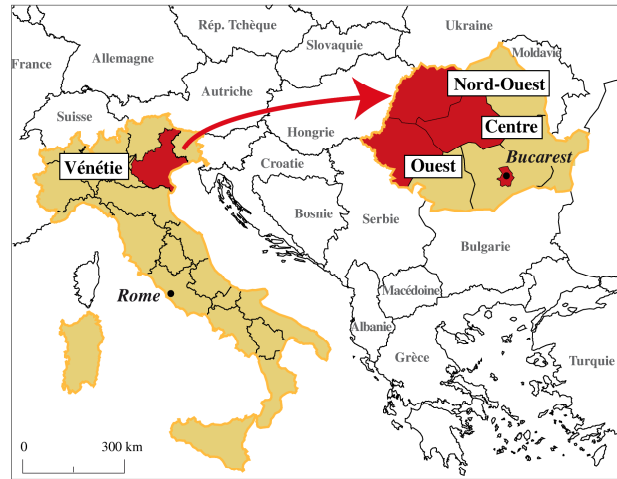 Rép. Tchèque
Ukraine
France
Allemagne
Slovaquie
Moldavie
Nord-Ouest
Autriche
Suisse
Hongrie
Centre
Vénétie
Croatie
Ouest
Bucarest
Bosnie
Serbie
Bulgarie
Rome
Macédoine
Albanie
Grèce
Turquie
0 300 km